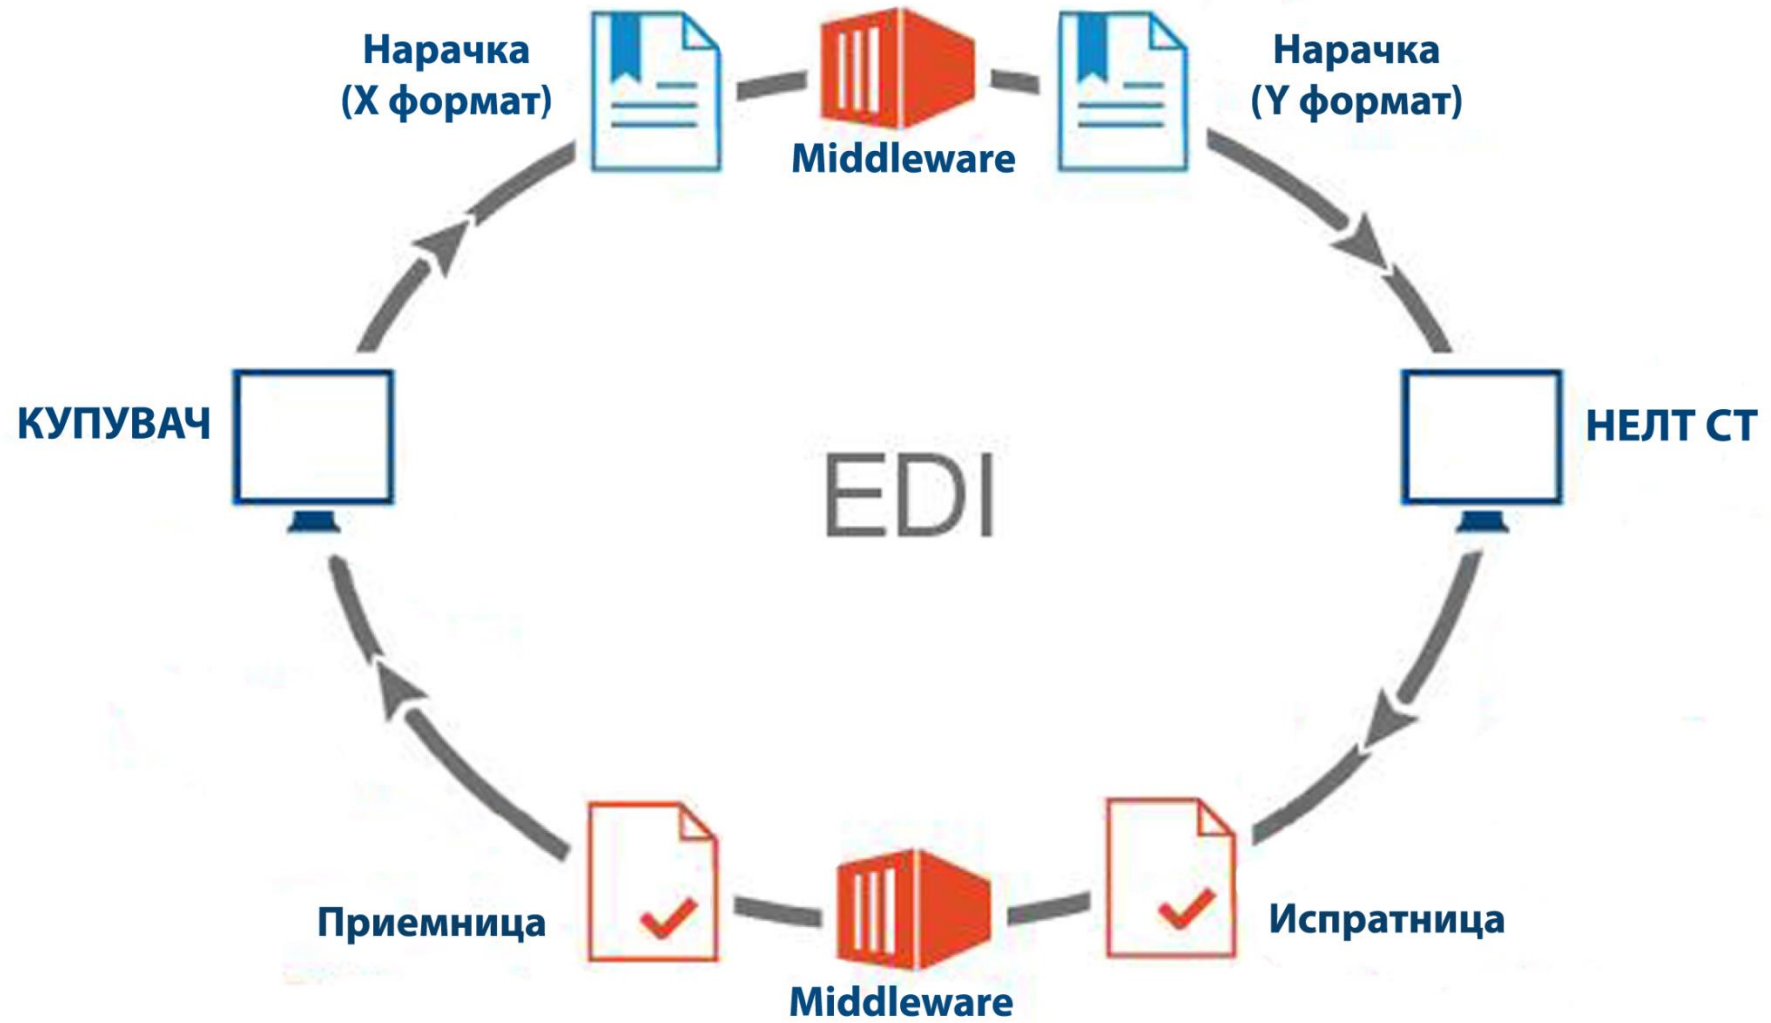 Нарачка
(X формат)
Middleware
Нарачка
(Y формат)
КУПУВАЧ
НЕЛТ СТ
EDI
Приемница
Middleware
Испратница